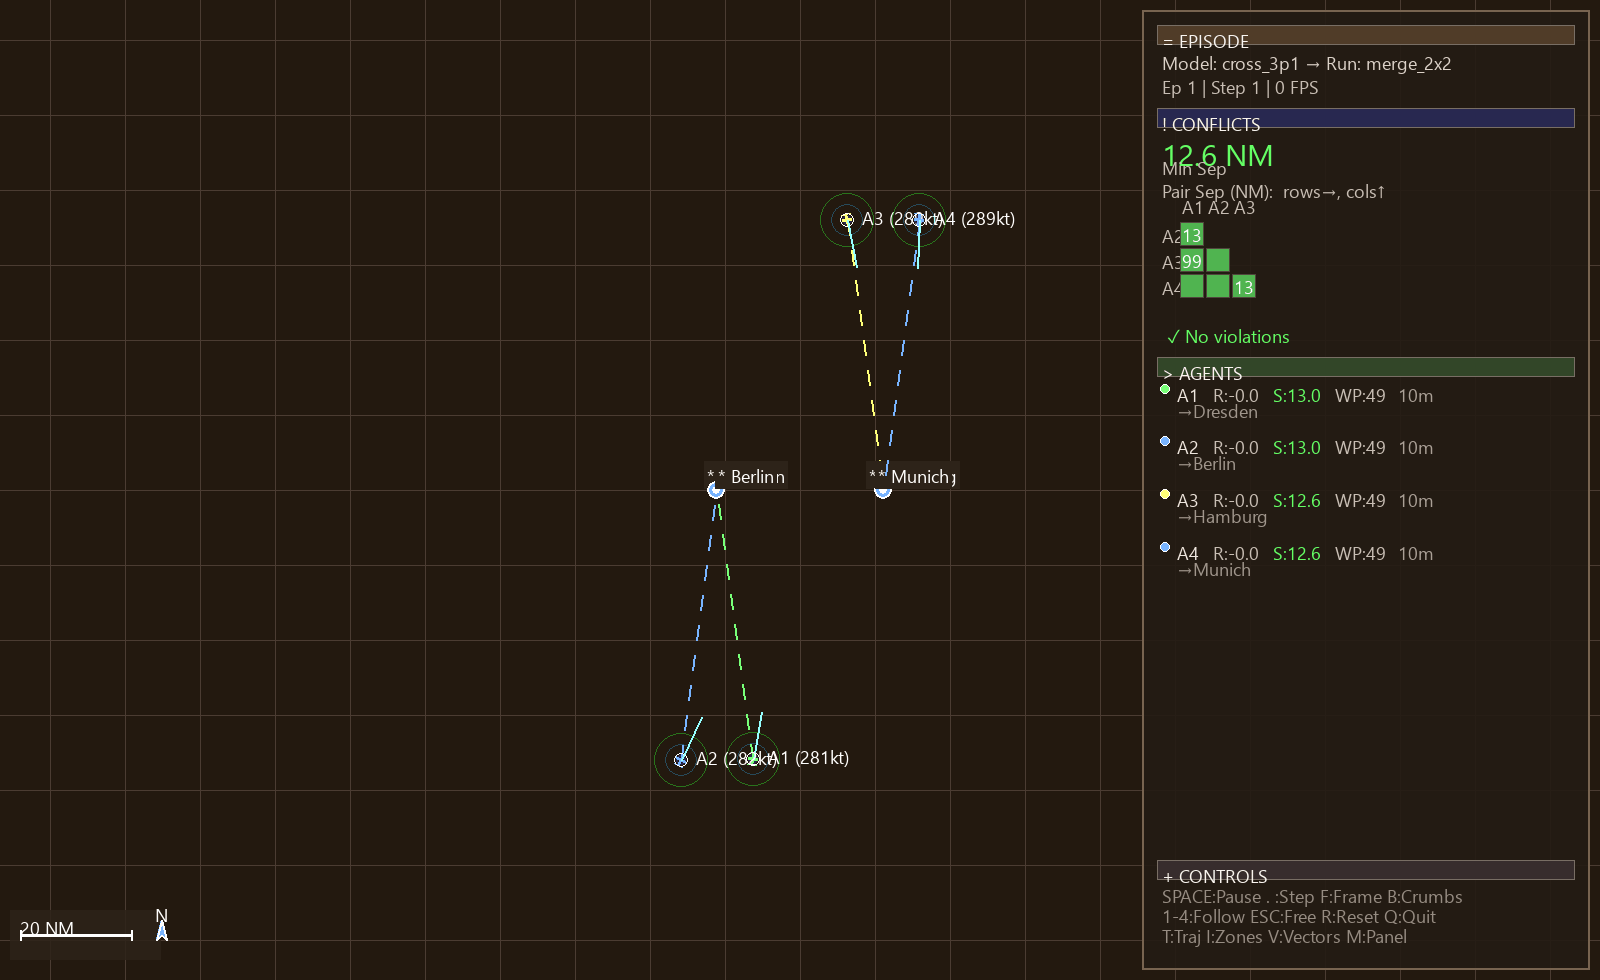 = EPISODE
Model: cross_3p1 → Run: merge_2x2
Ep 1 | Step 1 | 0 FPS
! CONFLICTS
12.6 NM
Min Sep
Pair Sep (NM): rows→, cols↑
A1 A2 A3
A2 13
A3 99
A4 13
✓ No violations
> AGENTS
A1 R:-0.0 S:13.0 WP:49 10m
→Dresden
A2 R:-0.0 S:13.0 WP:49 10m
→Berlin
A3 R:-0.0 S:12.6 WP:49 10m
→Hamburg
A4 R:-0.0 S:12.6 WP:49 10m
→Munich
+ CONTROLS
SPACE:Pause . :Step F:Frame B:Crumbs
1-4:Follow ESC:Free R:Reset Q:Quit
T:Traj I:Zones V:Vectors M:Panel
A3
A4 (289kt)
** Berlin
** Munich
A2
A1 (281kt)
20 NM
N